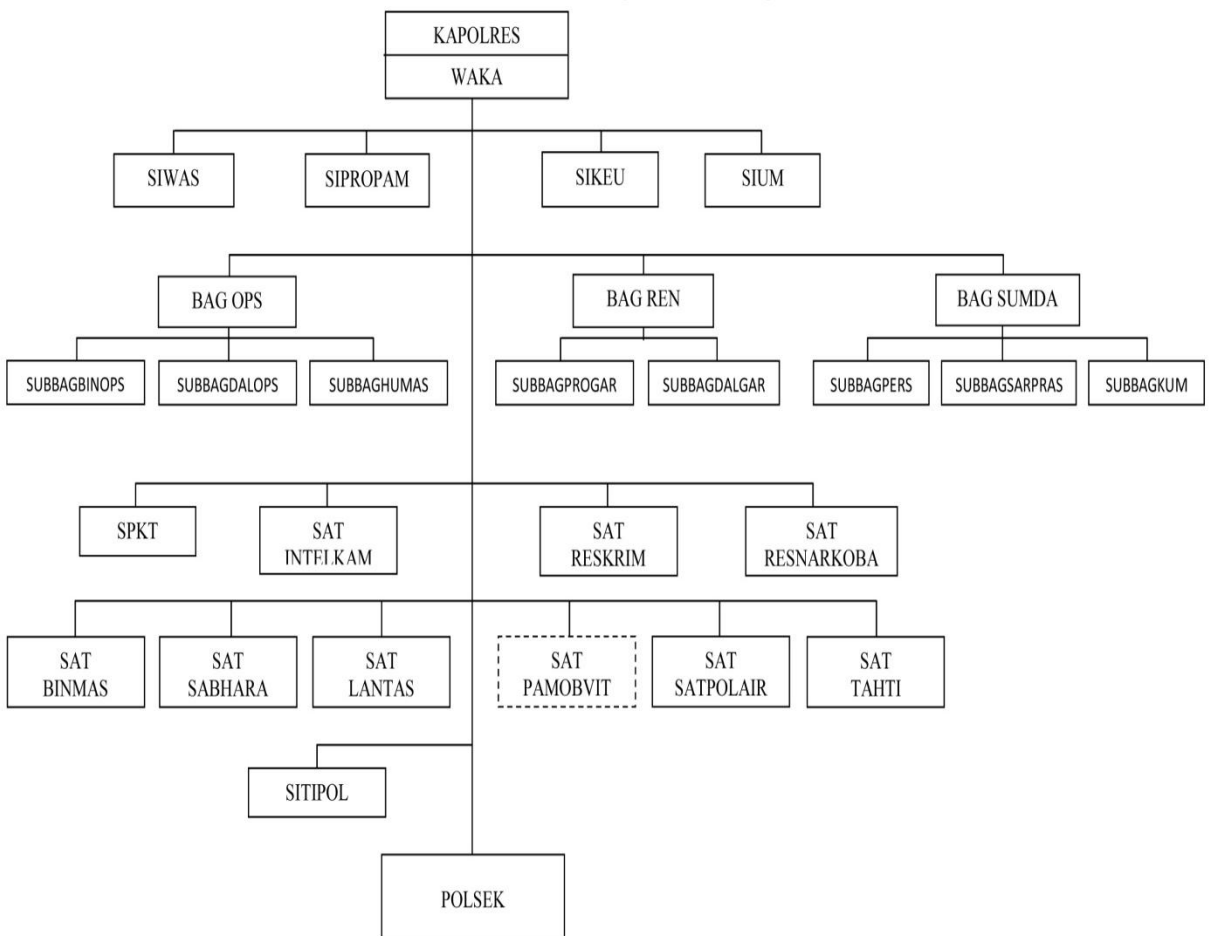 KAPOLRES
WAKA
SIWAS
SIPROPAM
SIKEU
SIUM
BAG OPS
BAG REN
BAG SUMDA
SUBBAGBINOPS
SUBBAGDALOPS
SUBBAGHUMAS
SUBBAGPROGAR
SUBBAGDALGAR
SUBBAGPERS
SUBBAGSARPRAS
SUBBAGKUM
SPKT
SAT
INTELKAM
SAT
RESKRIM
SAT
RESNARKOBA
SAT
BINMAS
SAT
SABHARA
SAT
LANTAS
SAT
PAMOBVIT
SAT
SATPOLAIR
SAT
TAHTI
SITIPOL
POLSEK